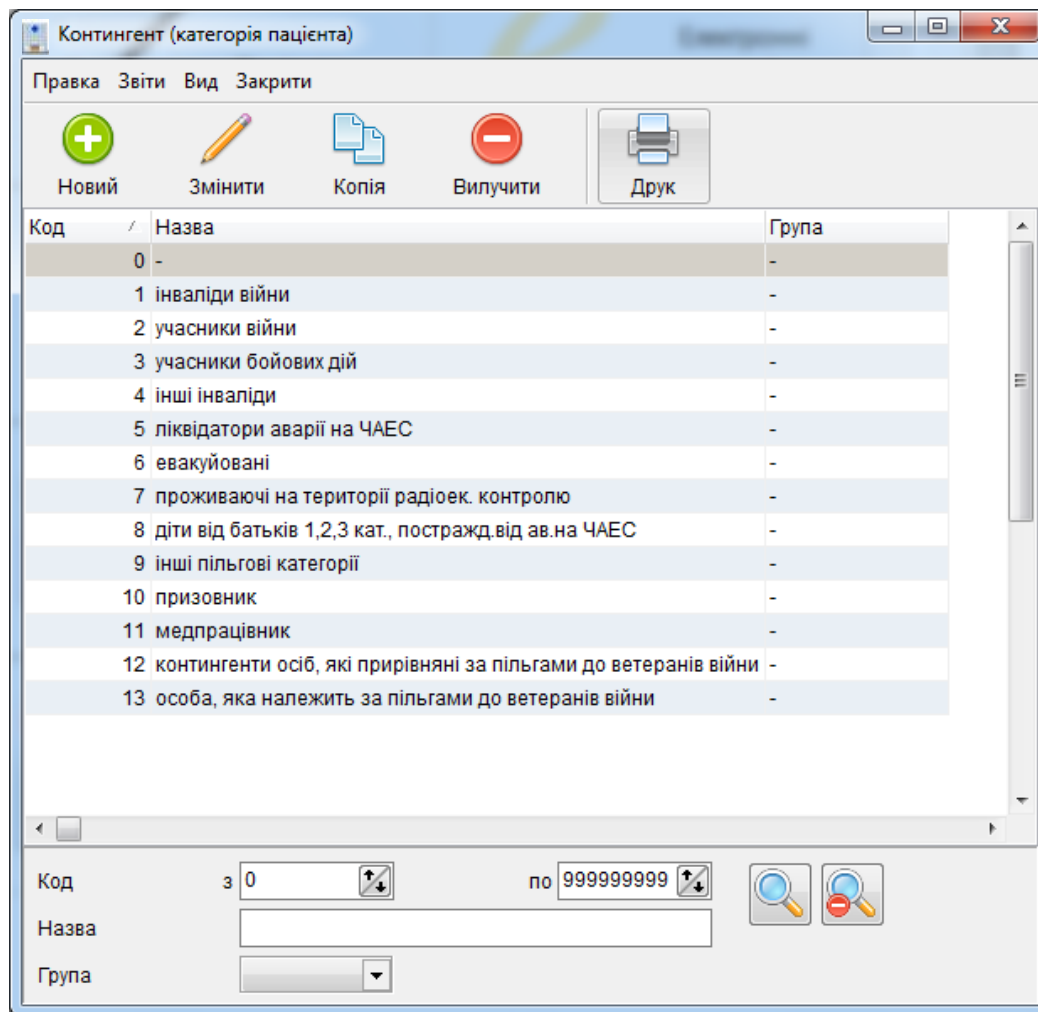 Контингент (категорія пацієнта)
Правка Звіти Вид Закрити
Новий Змінити Копія Вилучити Друк
Код Назва Група
0 - -
1 інваліди війни -
2 учасники війни -
3 учасники бойових дій -
4 інші інваліди -
5 ліквідатори аварії на ЧАЕС -
6 евакуйовані -
7 проживаючі на території радіоек. контролю -
8 діти від батьків 1,2,3 кат., постражд.від ав.на ЧАЕС -
9 інші пільгові категорії -
10 призовник -
11 медпрацівник -
12 контингенти осіб, які прирівняні за пільгами до ветеранів війни -
13 особа, яка належить за пільгами до ветеранів війни -
Код з 0 по 999999999
Назва
Група